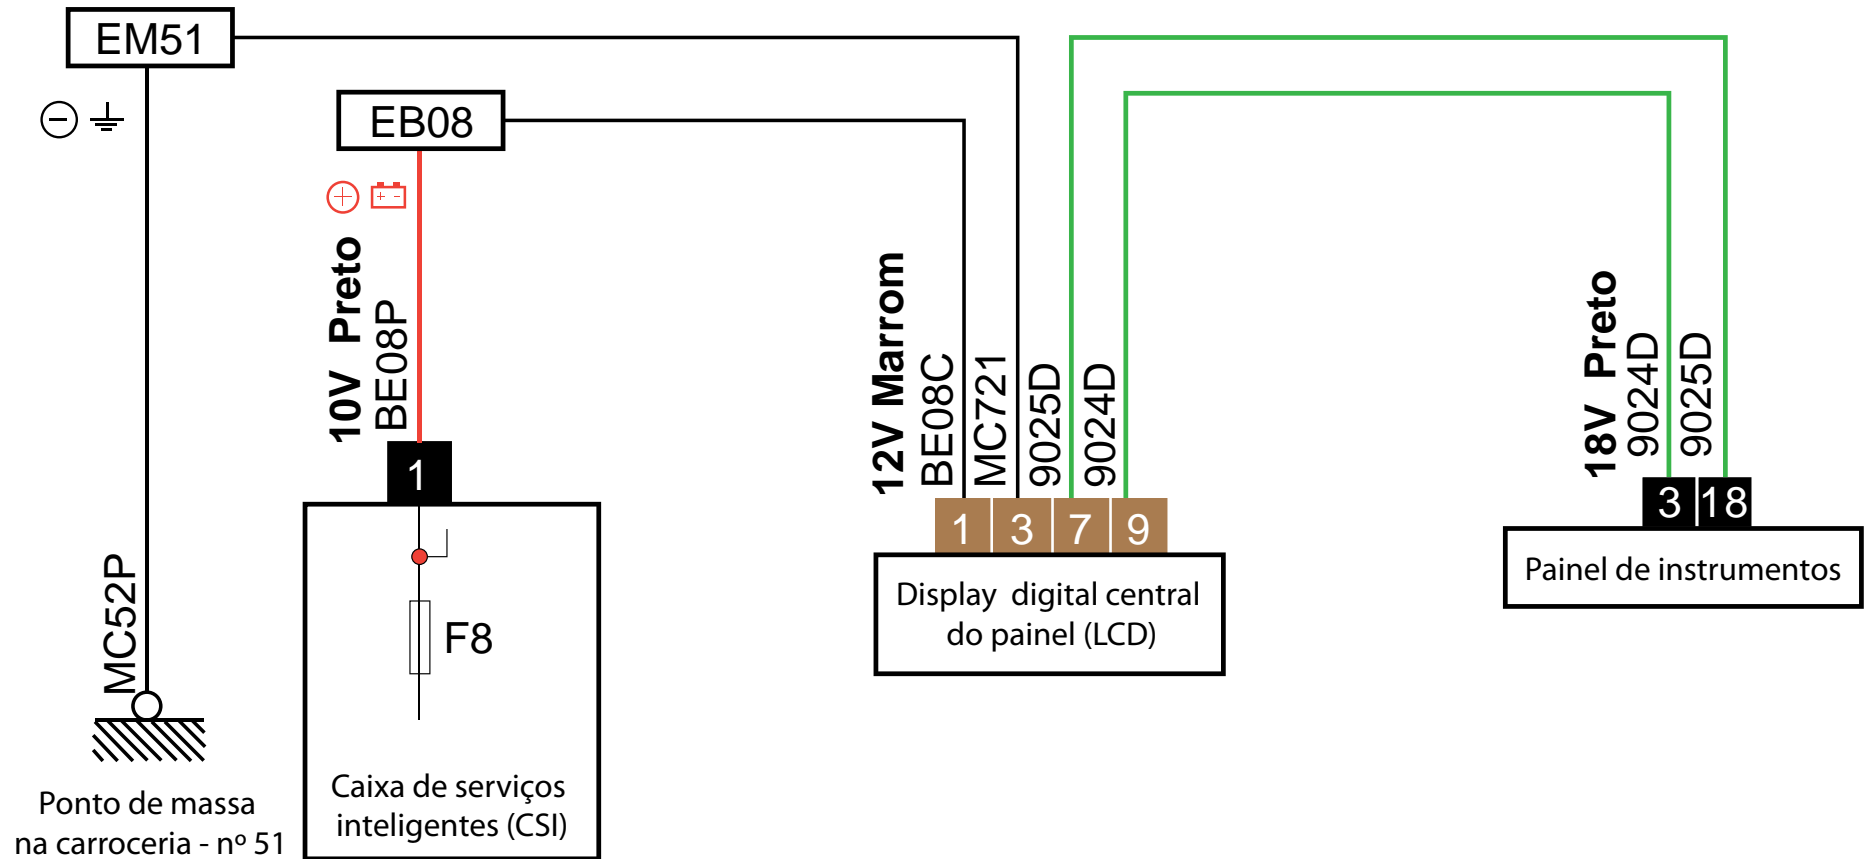 EM51
EB08
10V Preto
BE08P
12V Marrom
BE08C
MC721
9025D
9024D
18V Preto
9024D
9025D
MC52P
1
F8
1 3 7 9
3 18
Display digital central
do painel (LCD)
Painel de instrumentos
Caixa de serviços
inteligentes (CSI)
Ponto de massa
na carroceria - nº 51